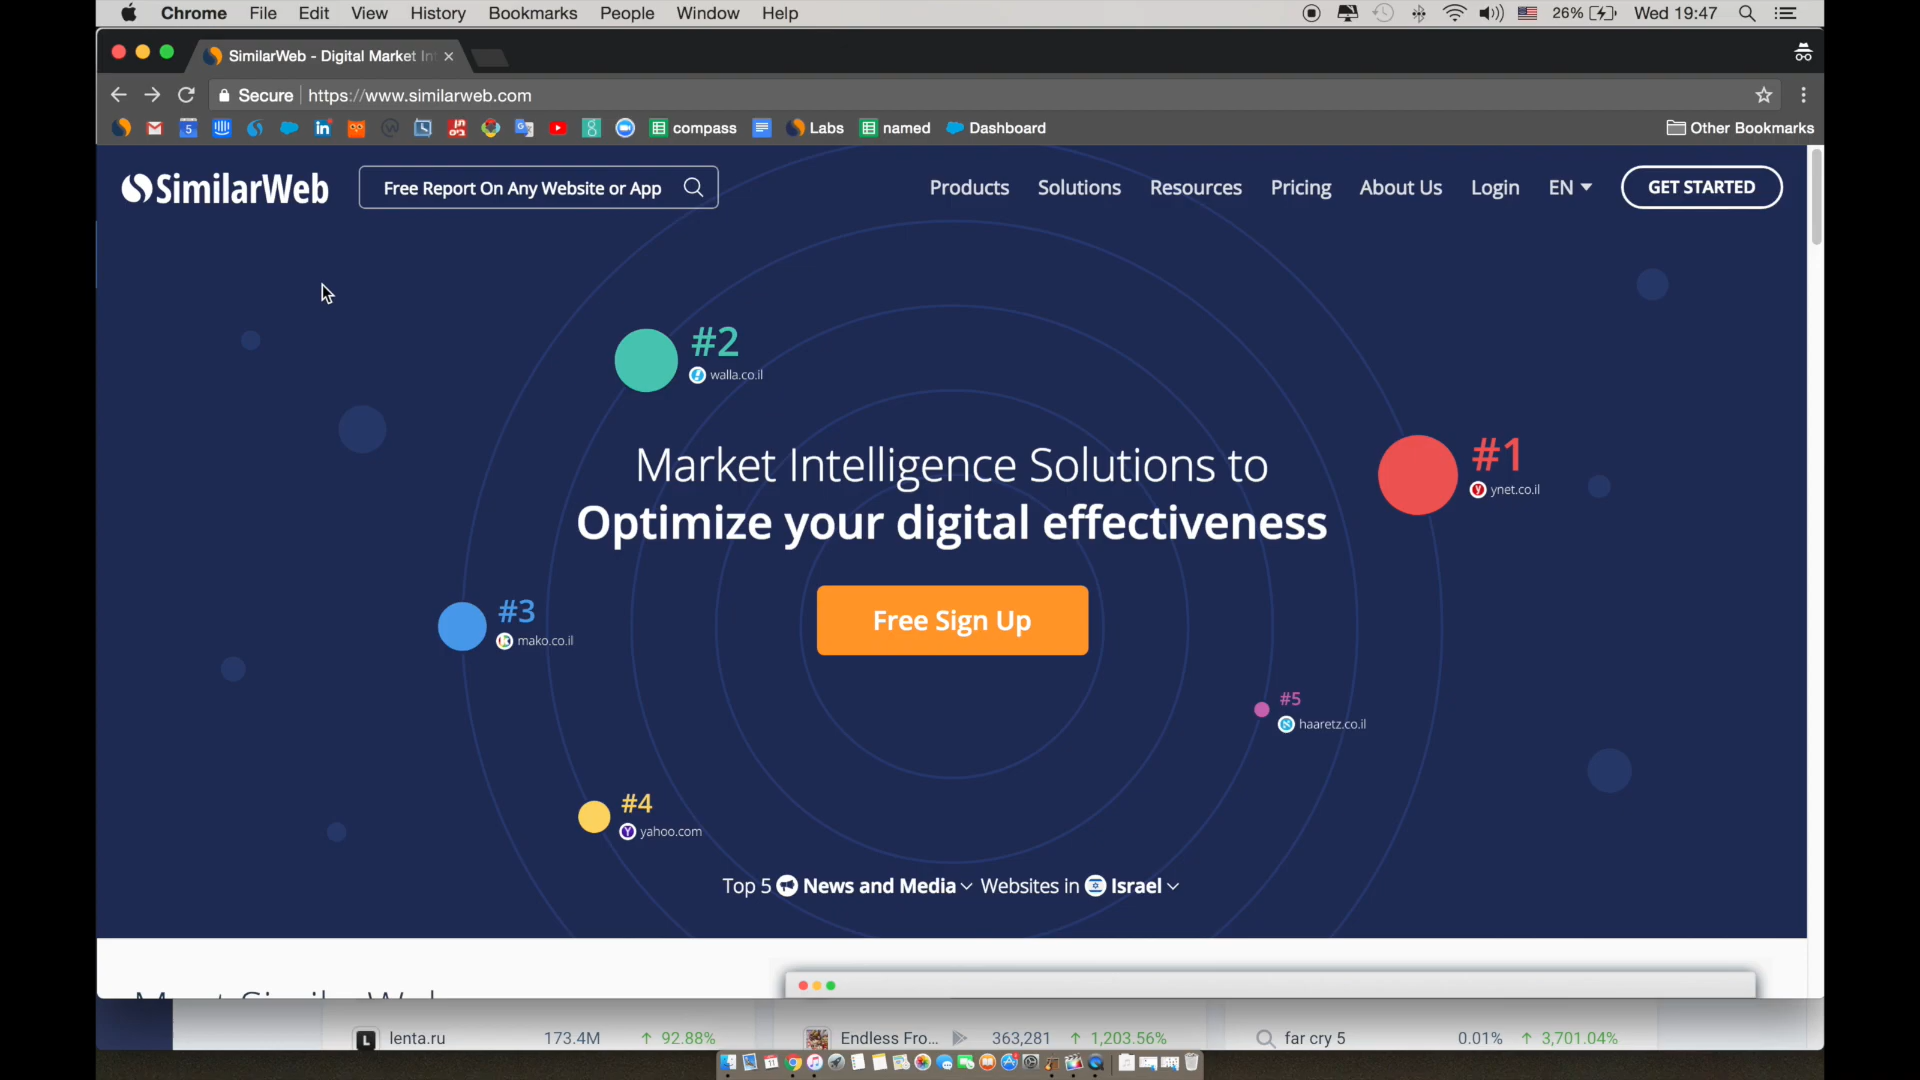 Chrome File Edit View History Bookmarks People Window Help 26% Wed 19:47
SimilarWeb - Digital Market In
Secure https://www.similarweb.com
compass Labs named Dashboard Other Bookmarks
SimilarWeb Free Report On Any Website or App Products Solutions Resources Pricing About Us Login EN GET STARTED
#2
walla.co.il
#1
ynet.co.il
Market Intelligence Solutions to
Optimize your digital effectiveness
#3
mako.co.il
Free Sign Up
#5
haaretz.co.il
#4
yahoo.com
Top 5 News and Media Websites in Israel
lenta.ru 173.4M ↑ 92.88% Endless Fro... 363,281 ↑ 1,203.56% far cry 5 0.01% ↑ 3,701.04%